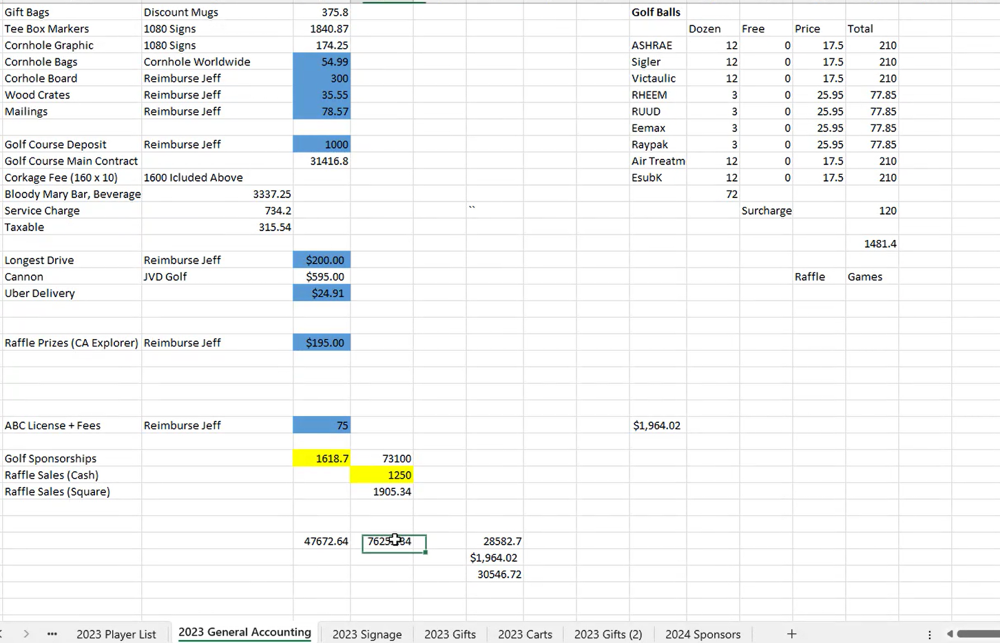 Gift Bags Discount Mugs 375.8 Golf Balls
Tee Box Markers 1080 Signs 1840.87 Dozen Free Price Total
Cornhole Graphic 1080 Signs 174.25 ASHRAE 12 0 17.5 210
Cornhole Bags Cornhole Worldwide 54.99 Sigler 12 0 17.5 210
Corhole Board Reimburse Jeff 300 Victaulic 12 0 17.5 210
Wood Crates Reimburse Jeff 35.55 RHEEM 3 0 25.95 77.85
Mailings Reimburse Jeff 78.57 RUUD 3 0 25.95 77.85
Eemax 3 0 25.95 77.85
Golf Course Deposit Reimburse Jeff 1000 Raypak 3 0 25.95 77.85
Golf Course Main Contract 31416.8 Air Treatm 12 0 17.5 210
Corkage Fee (160 x 10) 1600 Icluded Above EsubK 12 0 17.5 210
Bloody Mary Bar, Beverage 3337.25 72
Service Charge 734.2 `` Surcharge 120
Taxable 315.54
1481.4
Longest Drive Reimburse Jeff $200.00
Cannon JVD Golf $595.00 Raffle Games
Uber Delivery $24.91
Raffle Prizes (CA Explorer) Reimburse Jeff $195.00
ABC License + Fees Reimburse Jeff 75 $1,964.02
Golf Sponsorships 1618.7 73100
Raffle Sales (Cash) 1250
Raffle Sales (Square) 1905.34
47672.64 28582.7
$1,964.02
30546.72
2023 Player List 2023 General Accounting 2023 Signage 2023 Gifts 2023 Carts 2023 Gifts (2) 2024 Sponsors